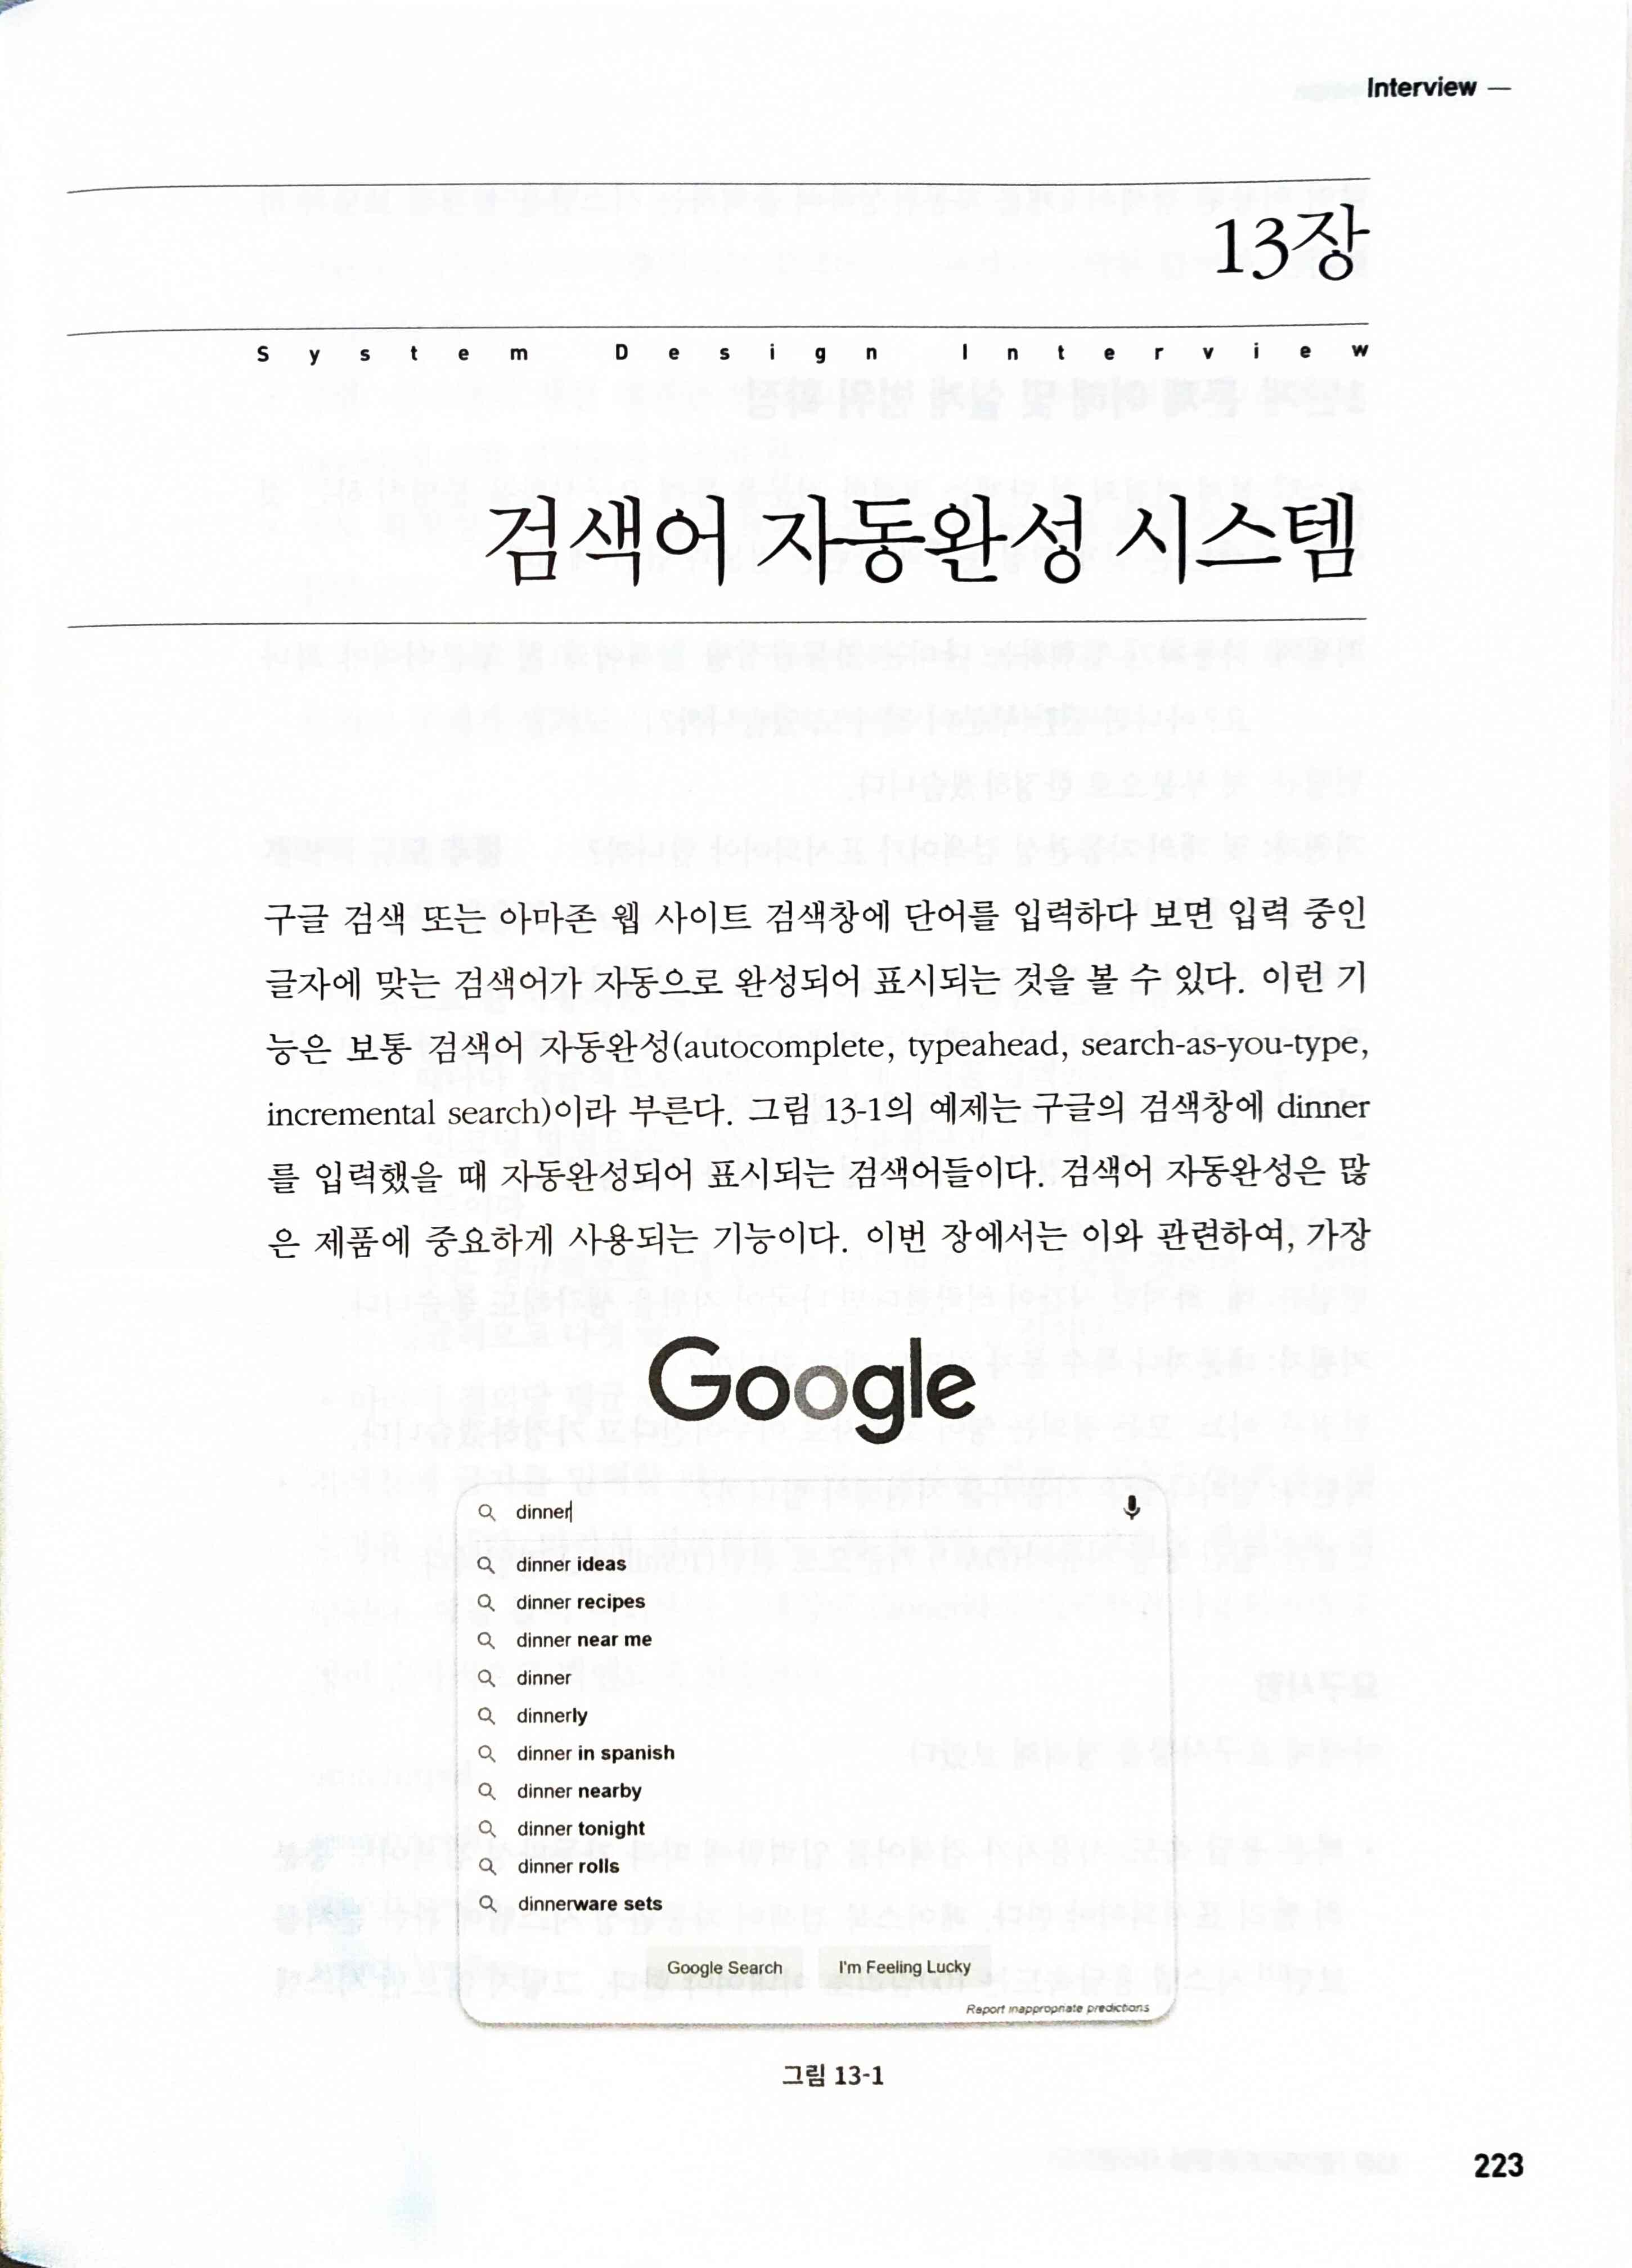 Interview —
13장
System Design Interview
검색어 자동완성 시스템
구글 검색 또는 아마존 웹 사이트 검색창에 단어를 입력하다 보면 입력 중인
글자에 맞는 검색어가 자동으로 완성되어 표시되는 것을 볼 수 있다. 이런 기
능은 보통 검색어 자동완성(autocomplete, typeahead, search-as-you-type,
incremental search)이라 부른다. 그림 13-1의 예제는 구글의 검색창에 dinner
를 입력했을 때 자동완성되어 표시되는 검색어들이다. 검색어 자동완성은 많
은 제품에 중요하게 사용되는 기능이다. 이번 장에서는 이와 관련하여, 가장
Google
dinner
dinner ideas
dinner recipes
dinner near me
dinner
dinnerly
dinner in spanish
dinner nearby
dinner tonight
dinner rolls
dinnerware sets
Google Search I'm Feeling Lucky
Report inappropriate predictions
그림 13-1
223